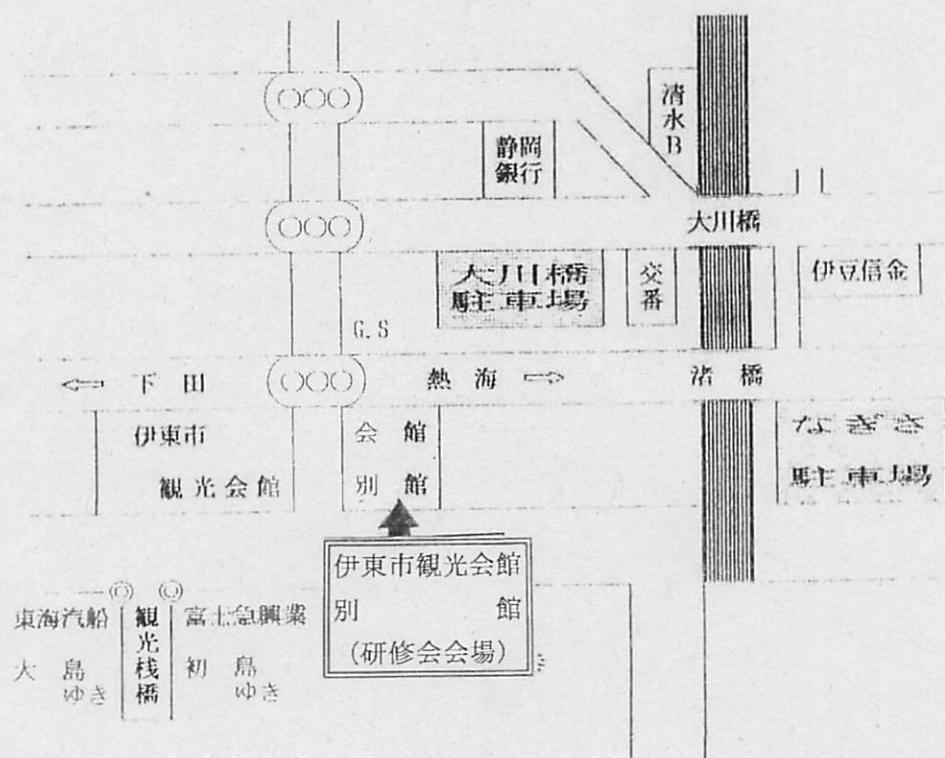 清水B
静岡
銀行
大川橋
大川橋
駐車場
交番
伊豆信金
G.S
下田
熱海
渚橋
伊東市
観光会館
会館
別館
なぎさ
駐車場
伊東市観光会館
別館
(研修会会場)
東海汽船
大島
ゆき
観光桟橋
富士急興業
初島
ゆき